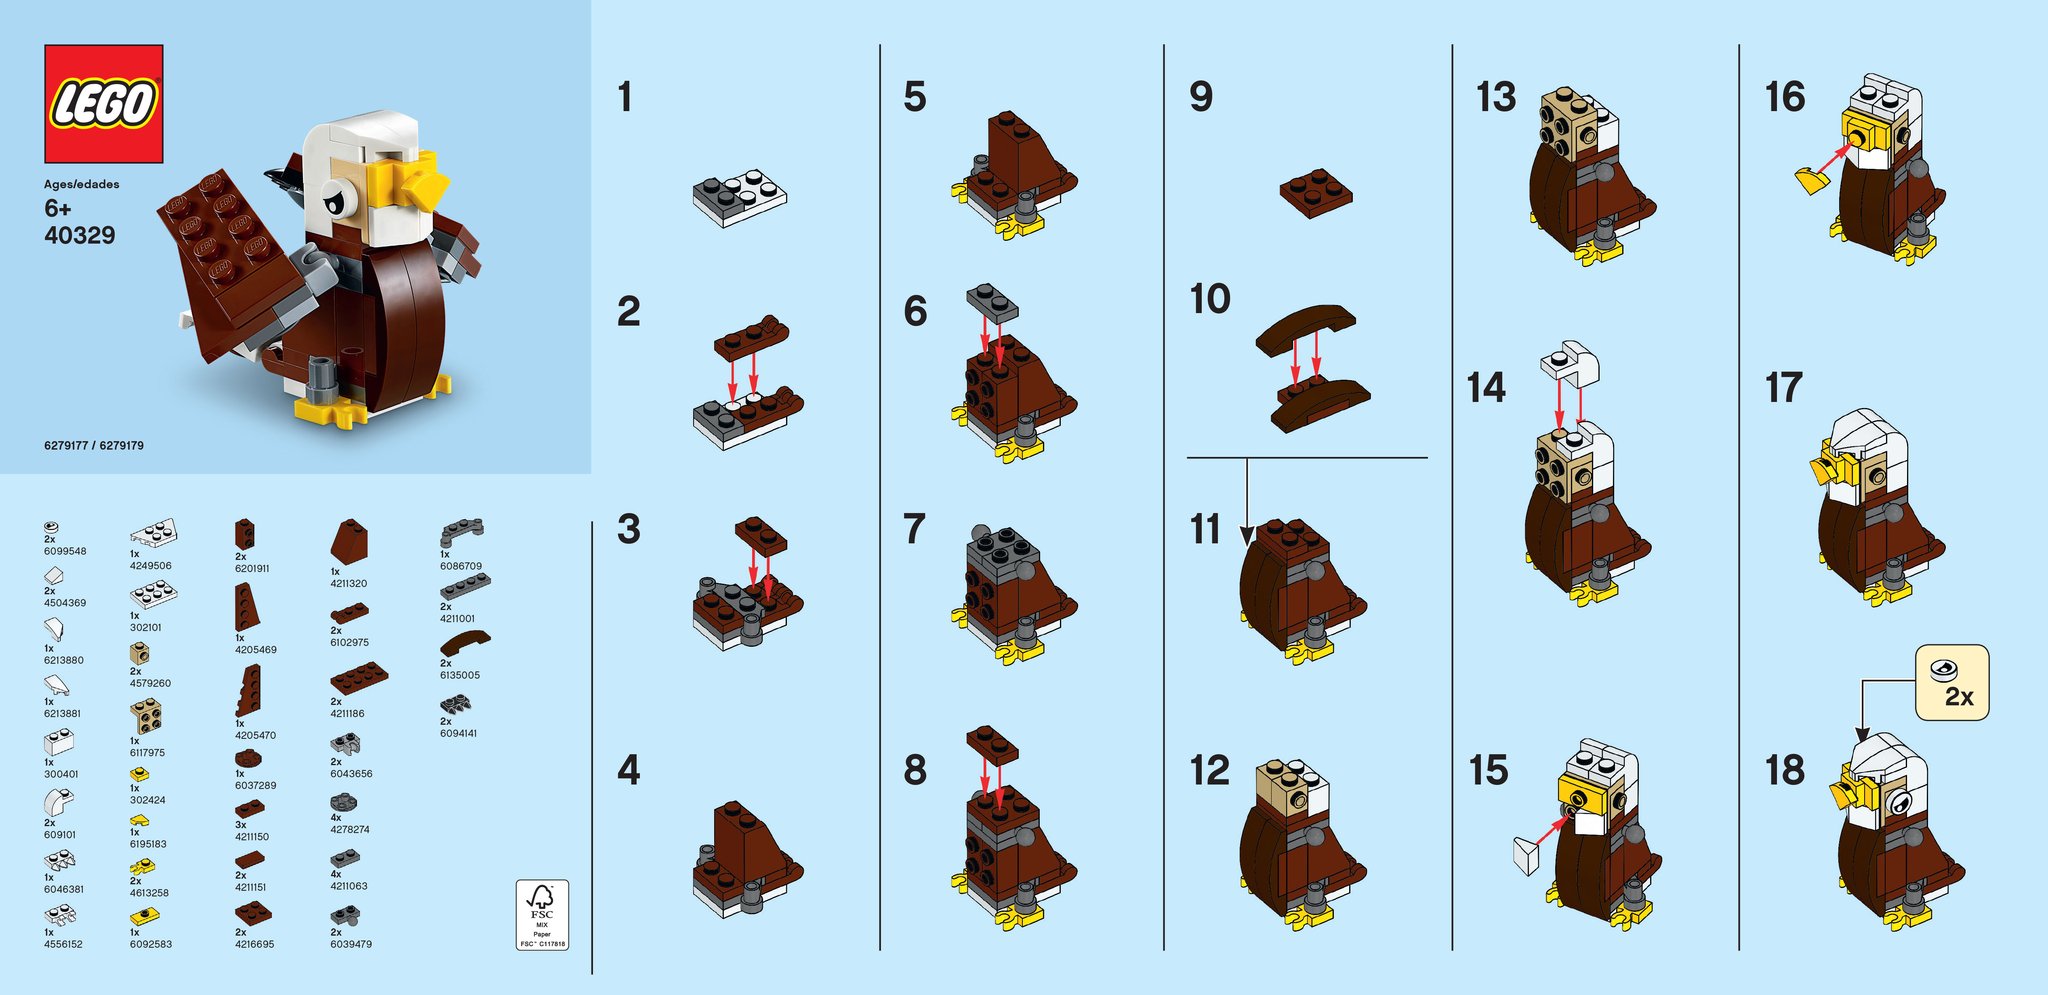 LEGO
Ages/edades
6+
40329
6279177 / 6279179
2x
6099548
2x
4504369
1x
6213880
1x
6213881
1x
300401
2x
609101
1x
6046381
1x
4556152
1x
4249506
1x
302101
2x
4579260
1x
6117975
1x
302424
1x
6195183
2x
4613258
1x
6092583
2x
6201911
1x
4205469
1x
4205470
1x
6037289
3x
4211150
2x
4211151
2x
4216695
1x
4211320
2x
6102975
2x
4211186
2x
6043656
4x
4278274
4x
4211063
2x
6039479
1x
6086709
2x
4211001
2x
6135005
2x
6094141
FSC
MIX
Paper
FSC™ C117818
1
2
3
4
5
6
7
8
9
10
11
12
13
14
15
16
17
2x
18